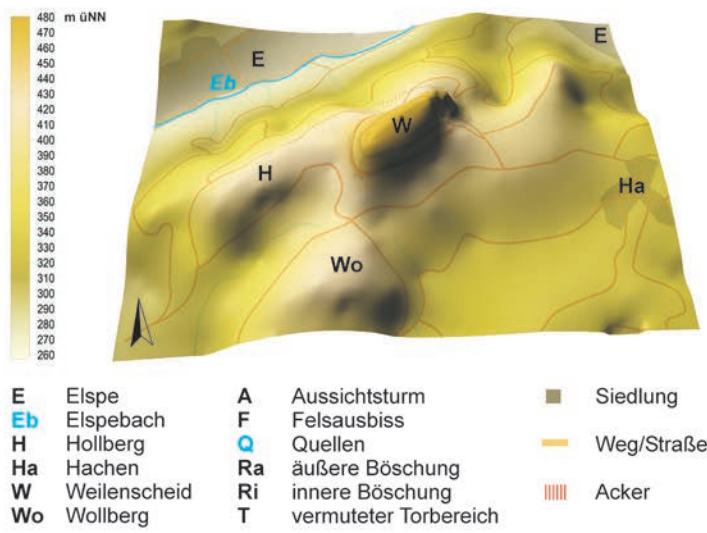 m üNN
480
470
460
450
440
430
420
410
400
390
380
370
360
350
340
330
320
310
300
290
280
270
260
E
E
Eb
W
H
Ha
Wo
E Elspe
Eb Elspebach
H Hollberg
Ha Hachen
W Weilenscheid
Wo Wollberg
A Aussichtsturm
F Felsausbiss
Q Quellen
Ra äußere Böschung
Ri innere Böschung
T vermuteter Torbereich
Siedlung
Weg/Straße
Acker